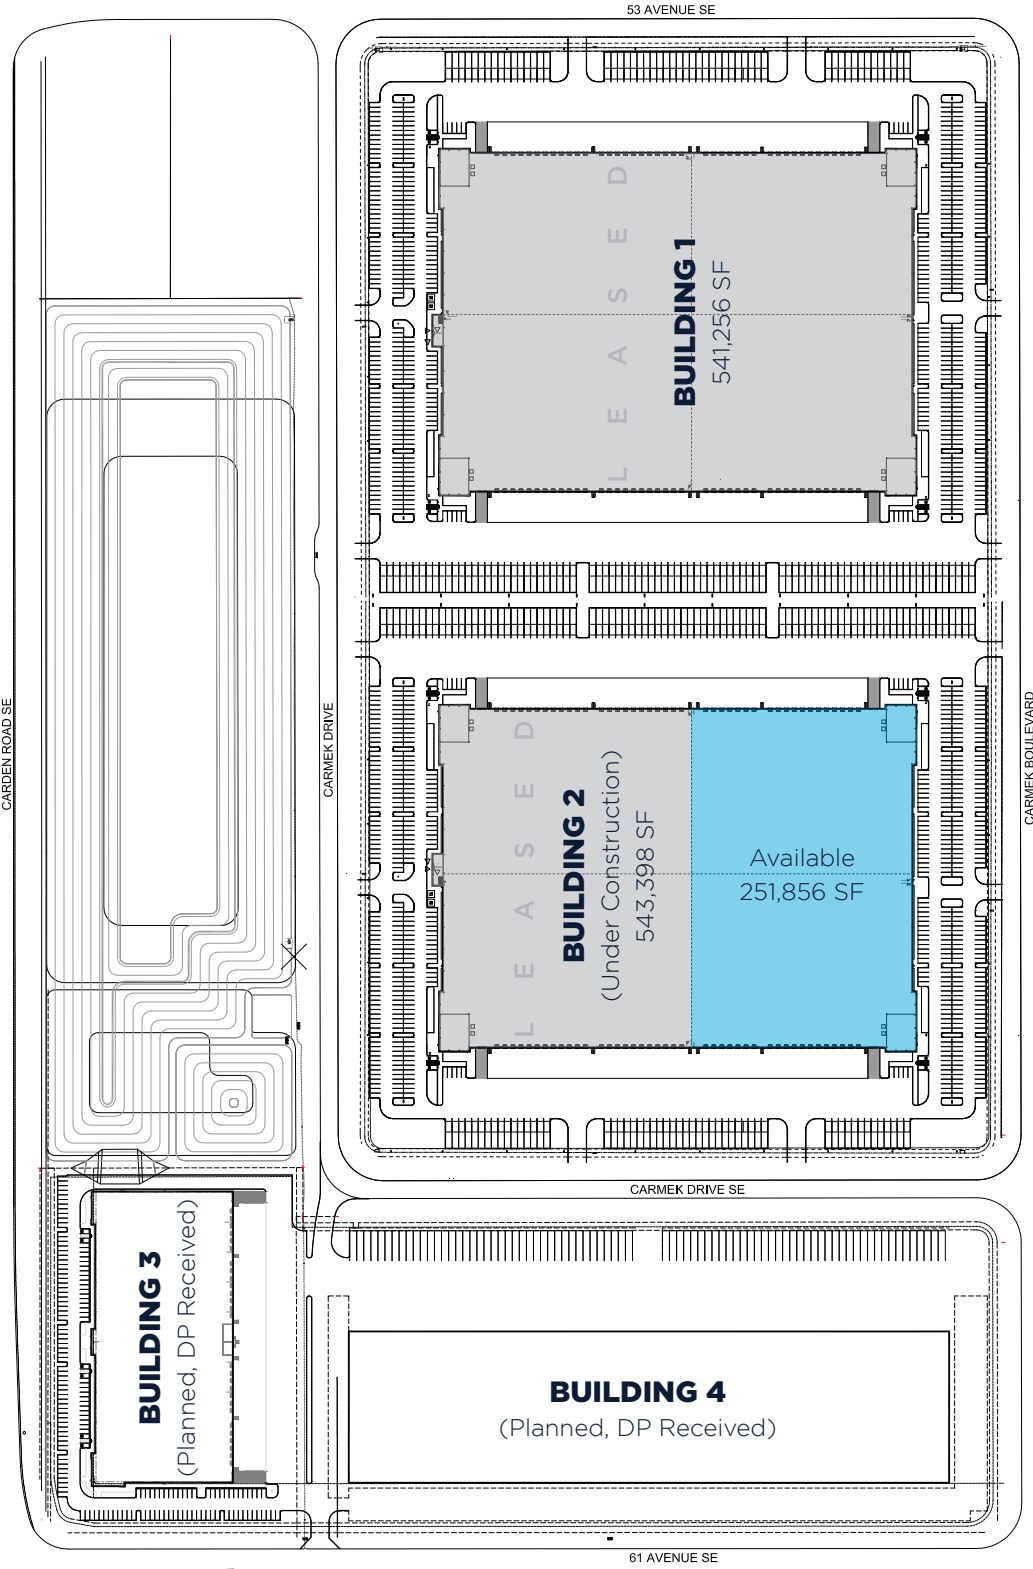 53 AVENUE SE
LEASED
BUILDING 1
541,256 SF
CARDEN ROAD SE
CARMEK DRIVE
CARMEK BOULEVARD
LEASED
BUILDING 2
(Under Construction)
543,398 SF
Available
251,856 SF
CARMEK DRIVE SE
BUILDING 3
(Planned, DP Received)
BUILDING 4
(Planned, DP Received)
61 AVENUE SE